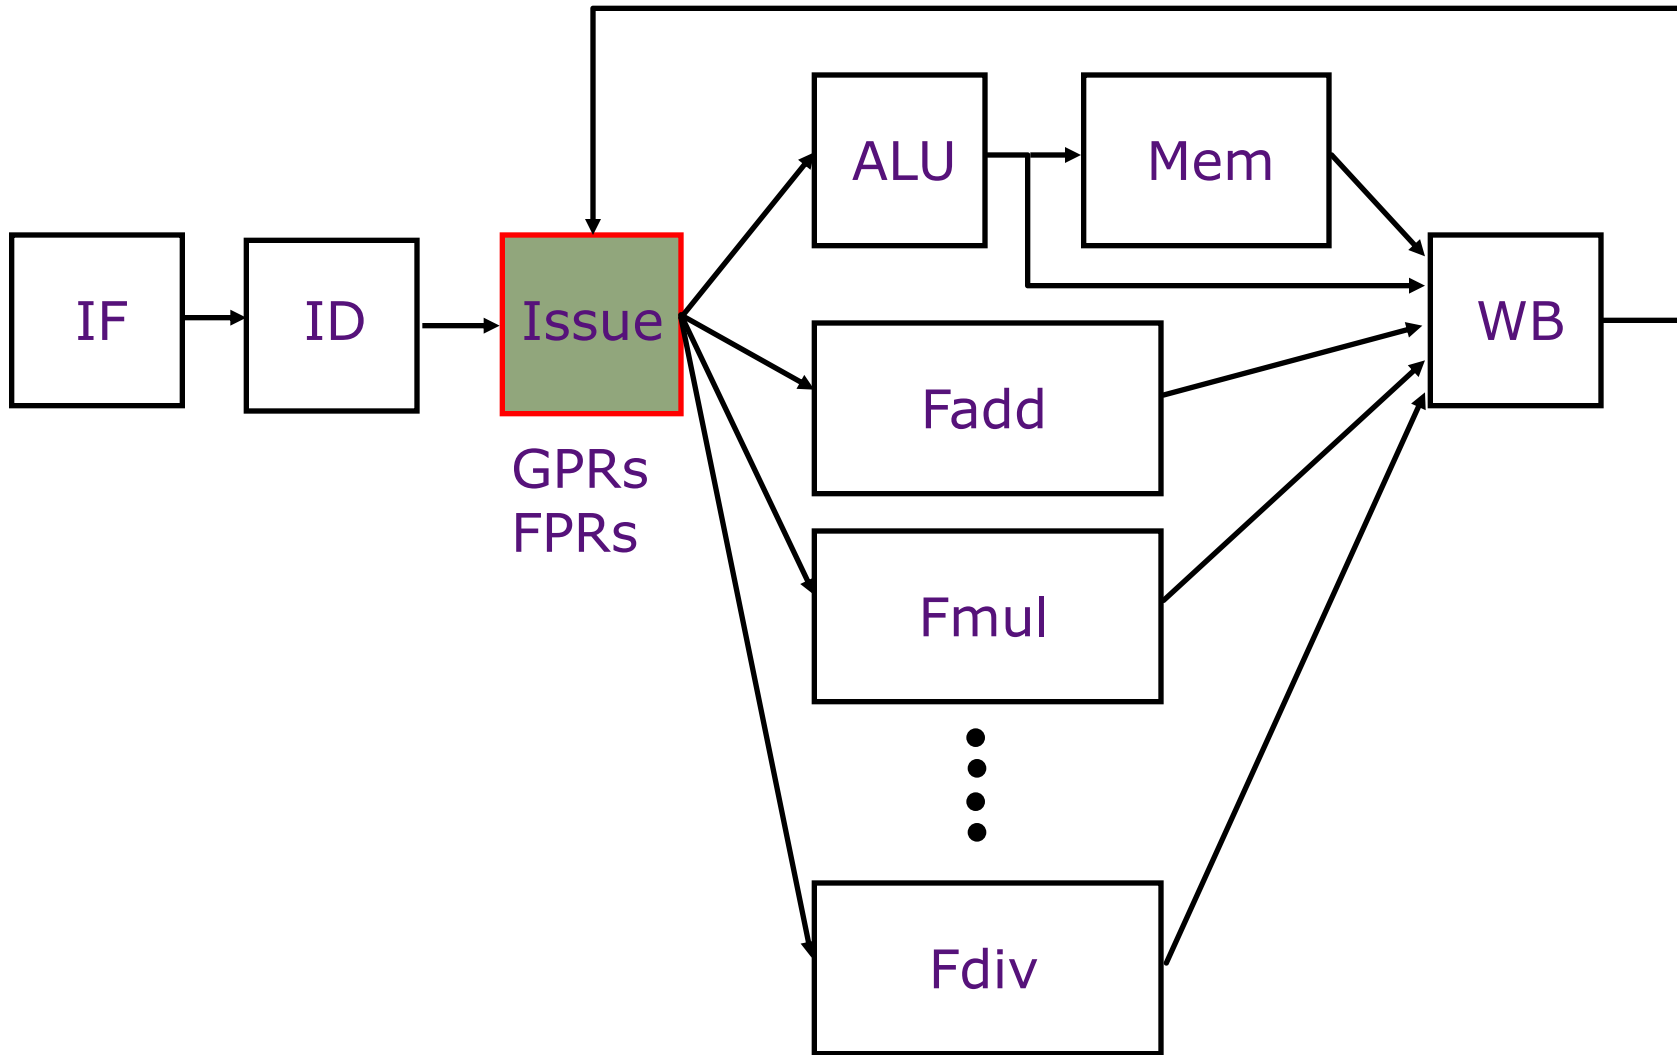 IF
ID
Issue
GPRs
FPRs
ALU
Mem
Fadd
Fmul
Fdiv
WB